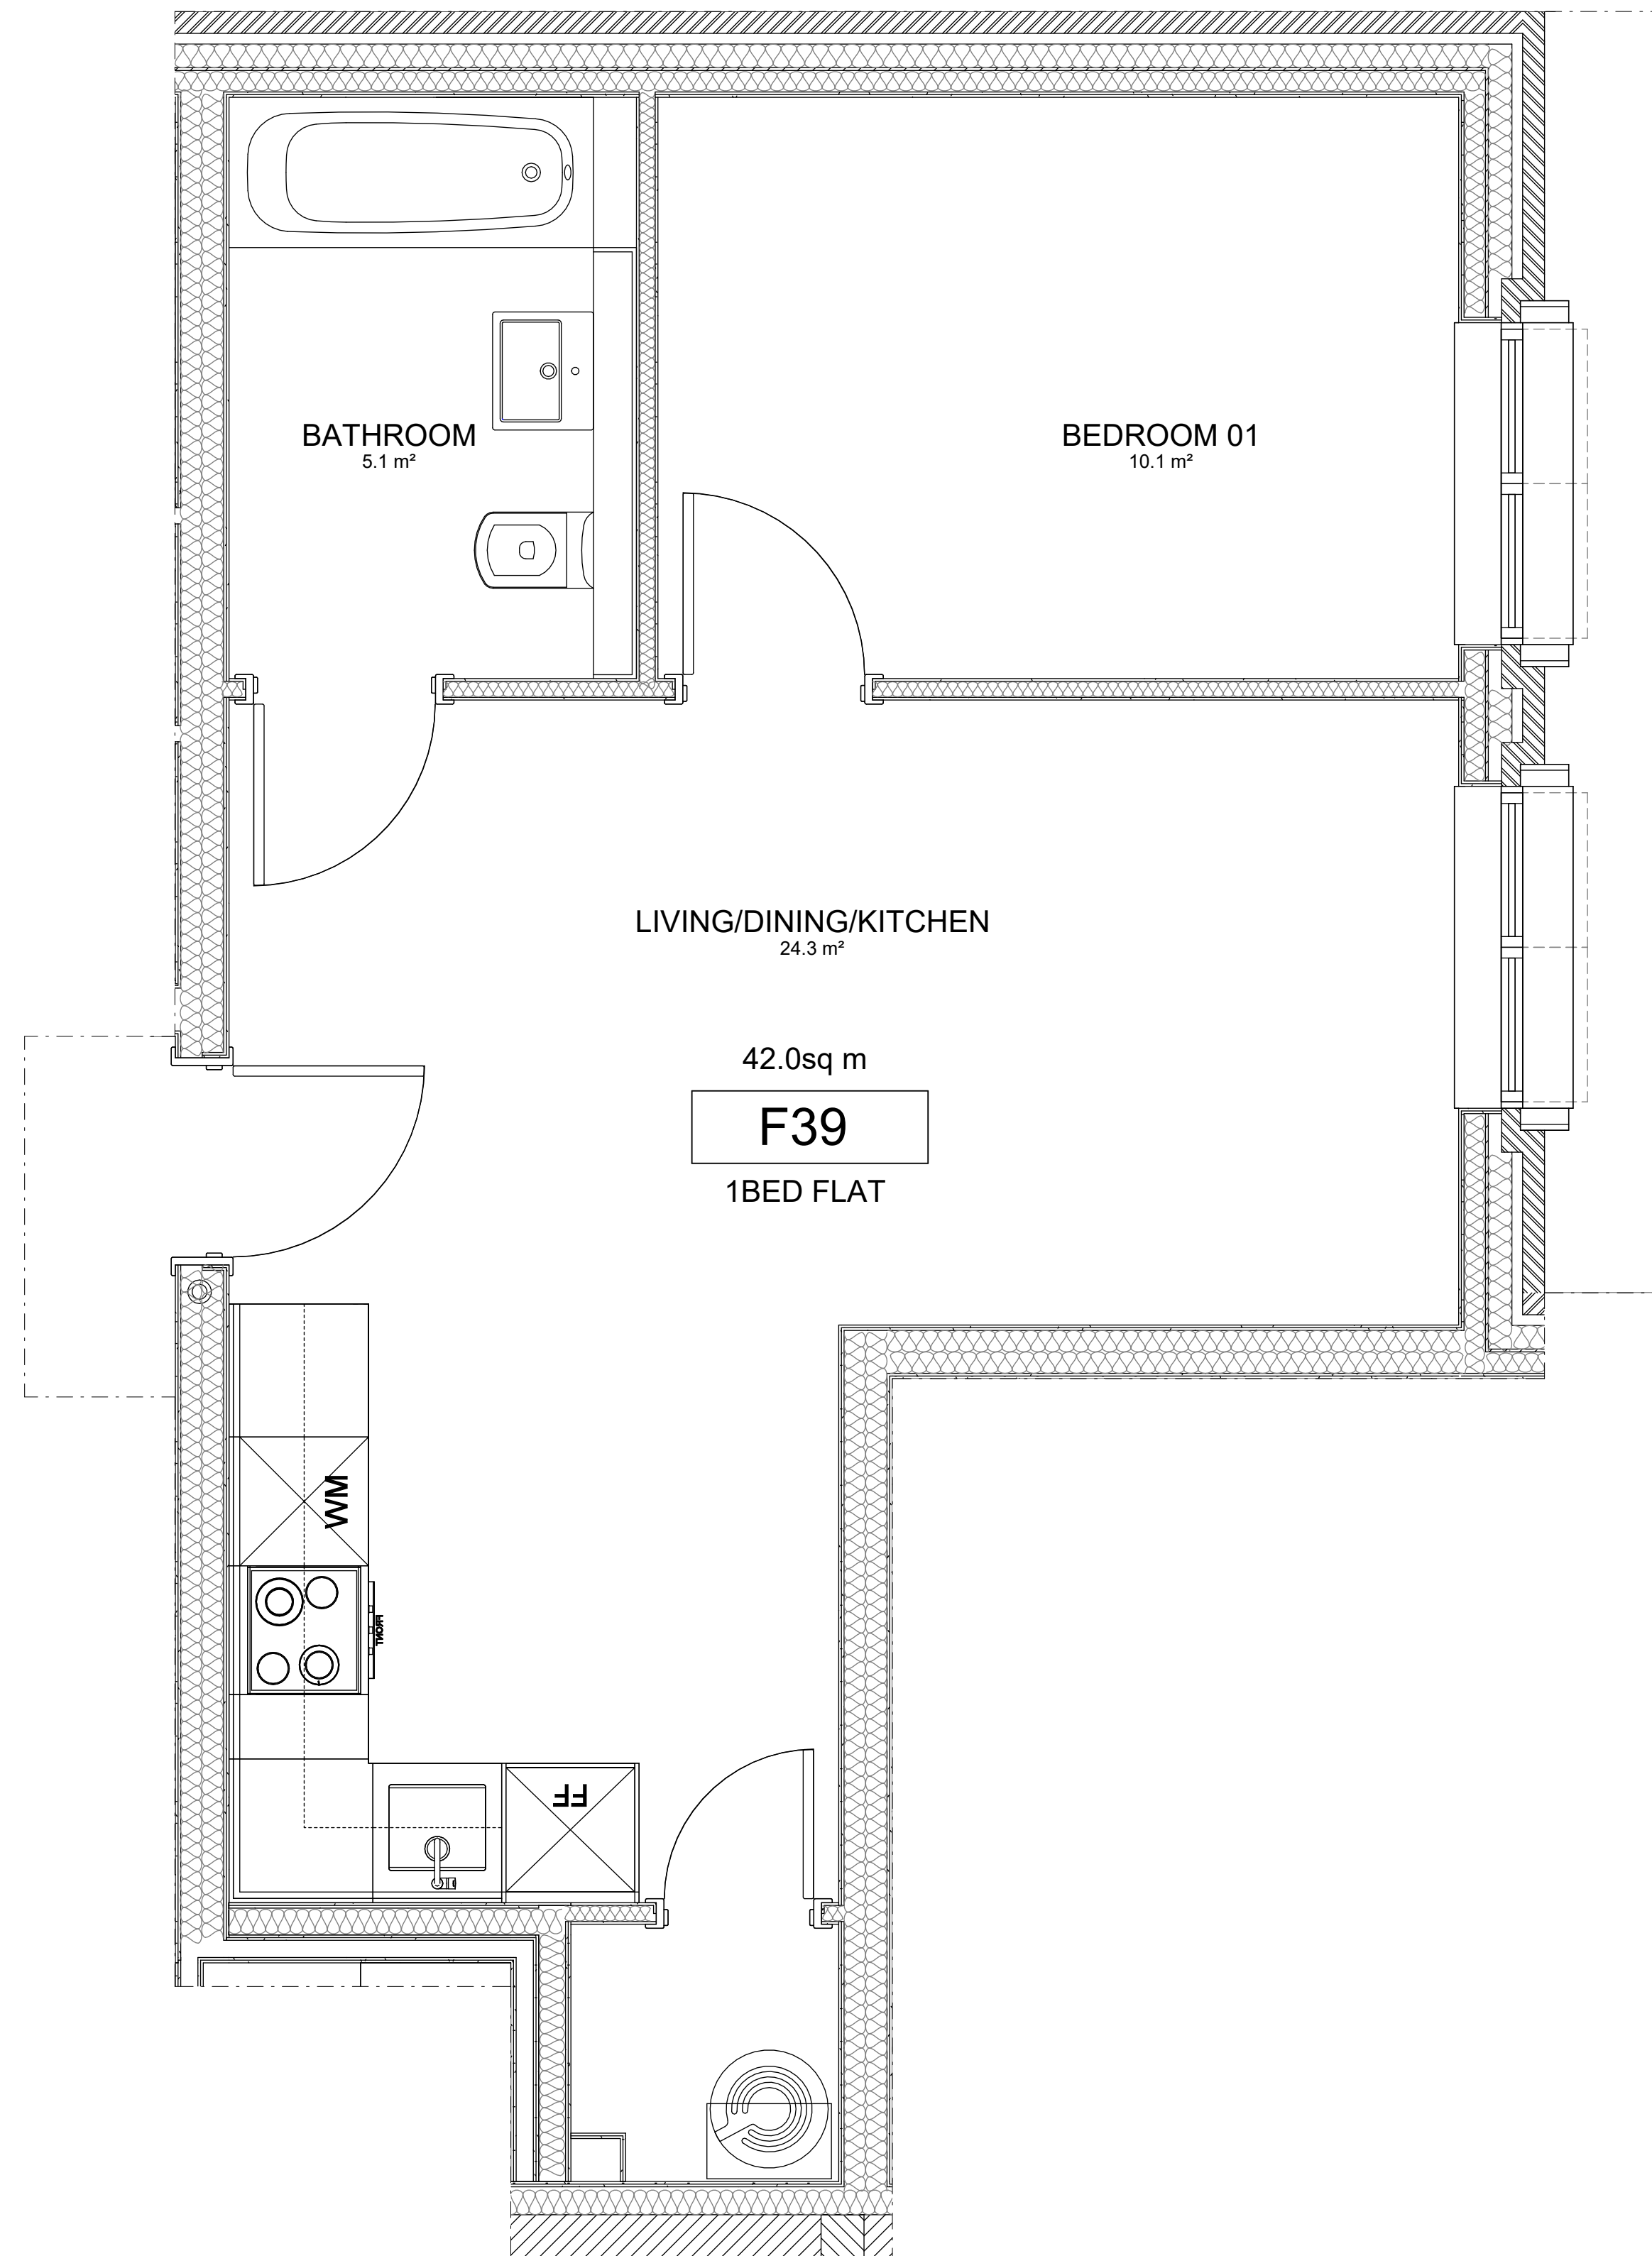 BATHROOM
5.1 m²
BEDROOM 01
10.1 m²
LIVING/DINING/KITCHEN
24.3 m²
42.0sq m
F39
1BED FLAT
WM
FRONT
FF